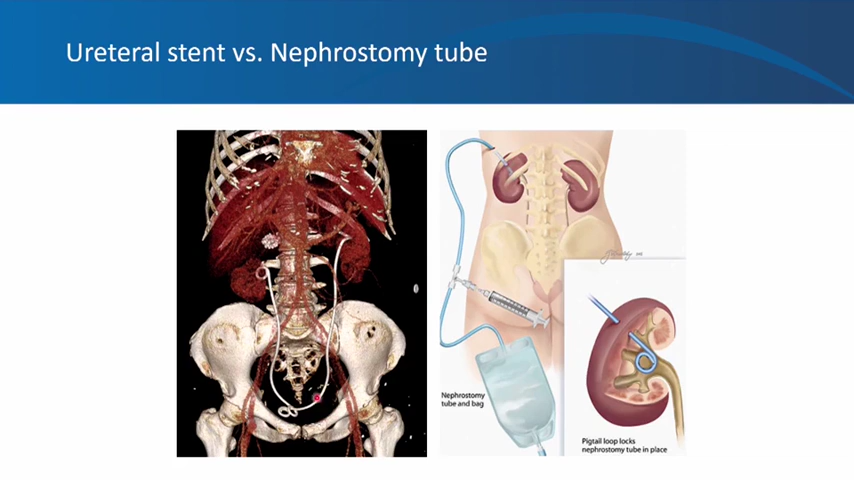 Ureteral stent vs. Nephrostomy tube
Nephrostomy
tube and bag
Pigtail loop locks
nephrostomy tube in place